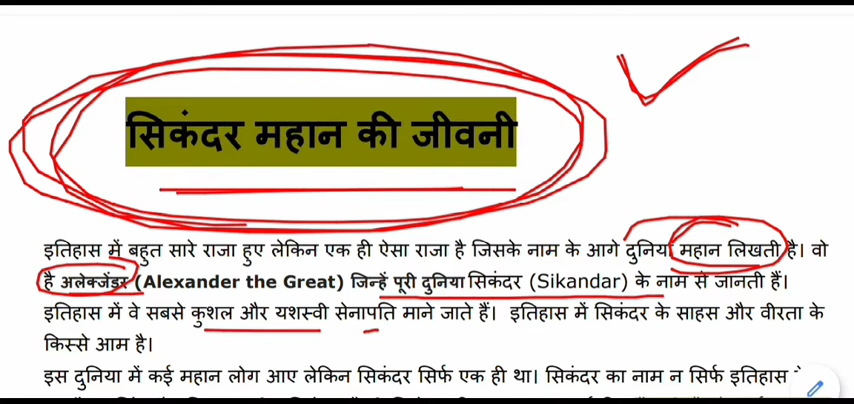 सिकंदर महान की जीवनी
इतिहास में बहुत सारे राजा हुए लेकिन एक ही ऐसा राजा है जिसके नाम के आगे दुनिया महान लिखती है। वो
है अलेक्जेंडर (Alexander the Great) जिन्हें पूरी दुनिया सिकंदर (Sikandar) के नाम से जानती हैं।
इतिहास में वे सबसे कुशल और यशस्वी सेनापति माने जाते हैं। इतिहास में सिकंदर के साहस और वीरता के
किस्से आम है।
इस दुनिया में कई महान लोग आए लेकिन सिकंदर सिर्फ एक ही था। सिकंदर का नाम न सिर्फ इतिहास